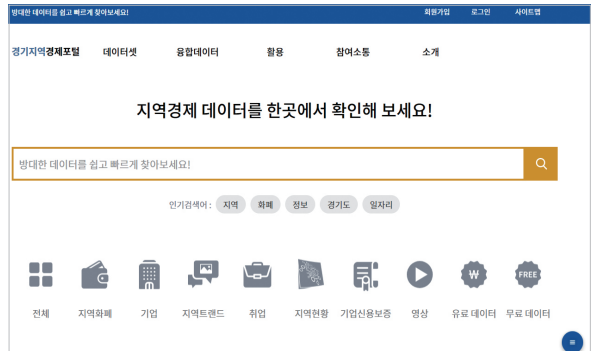 방대한 데이터를 쉽고 빠르게 찾아보세요! 회원가입 로그인 사이트맵
경기지역경제포털 데이터셋 융합데이터 활용 참여소통 소개
지역경제 데이터를 한곳에서 확인해 보세요!
방대한 데이터를 쉽고 빠르게 찾아보세요!
인기검색어 : 지역 화폐 정보 경기도 일자리
₩ FREE
전체 지역화폐 기업 지역트렌드 취업 지역현황 기업신용보증 영상 유료 데이터 무료 데이터